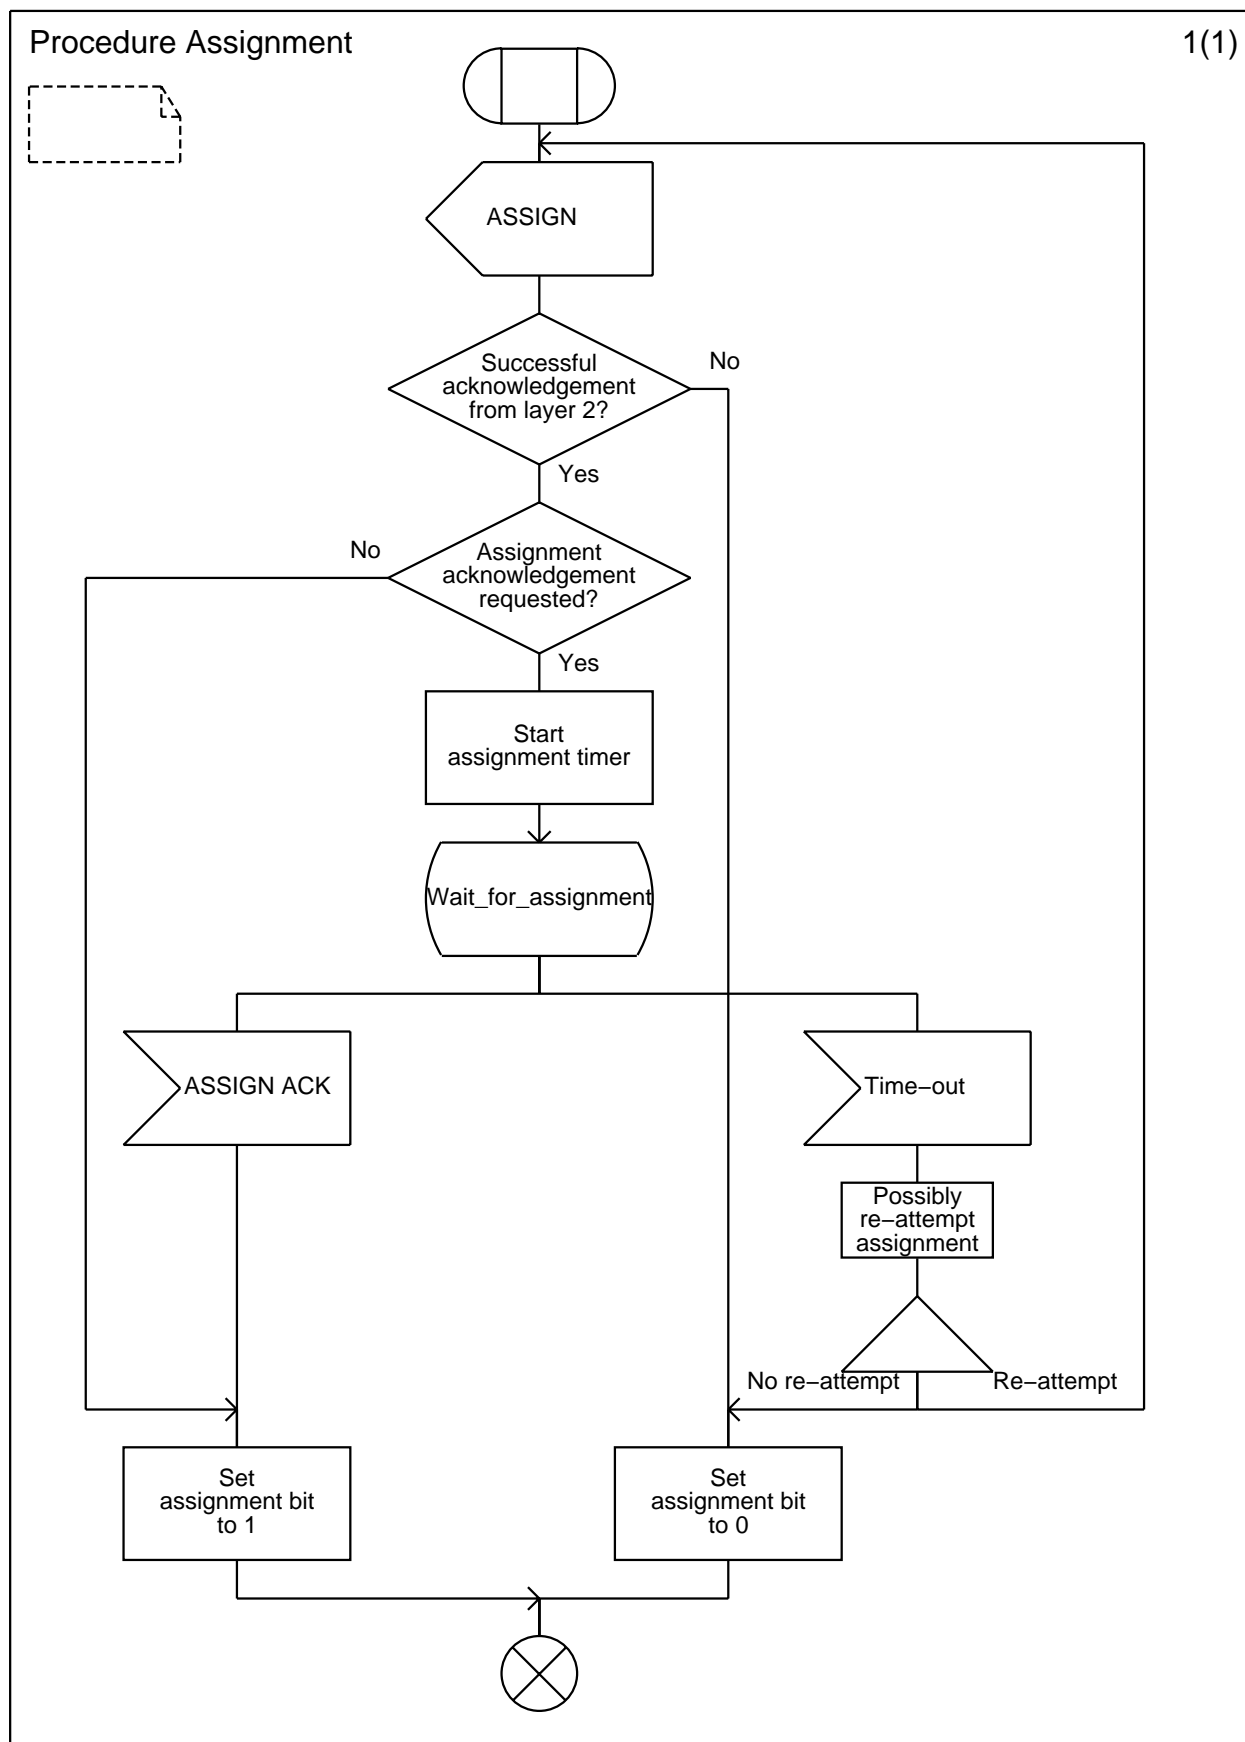 Procedure Assignment
1(1)
ASSIGN
Successful
acknowledgement
from layer 2?
No
Yes
No
Assignment
acknowledgement
requested?
Yes
Start
assignment timer
Wait_for_assignment
ASSIGN ACK
Time−out
Possibly
re−attempt
assignment
No re−attempt
Re−attempt
Set
assignment bit
to 1
Set
assignment bit
to 0